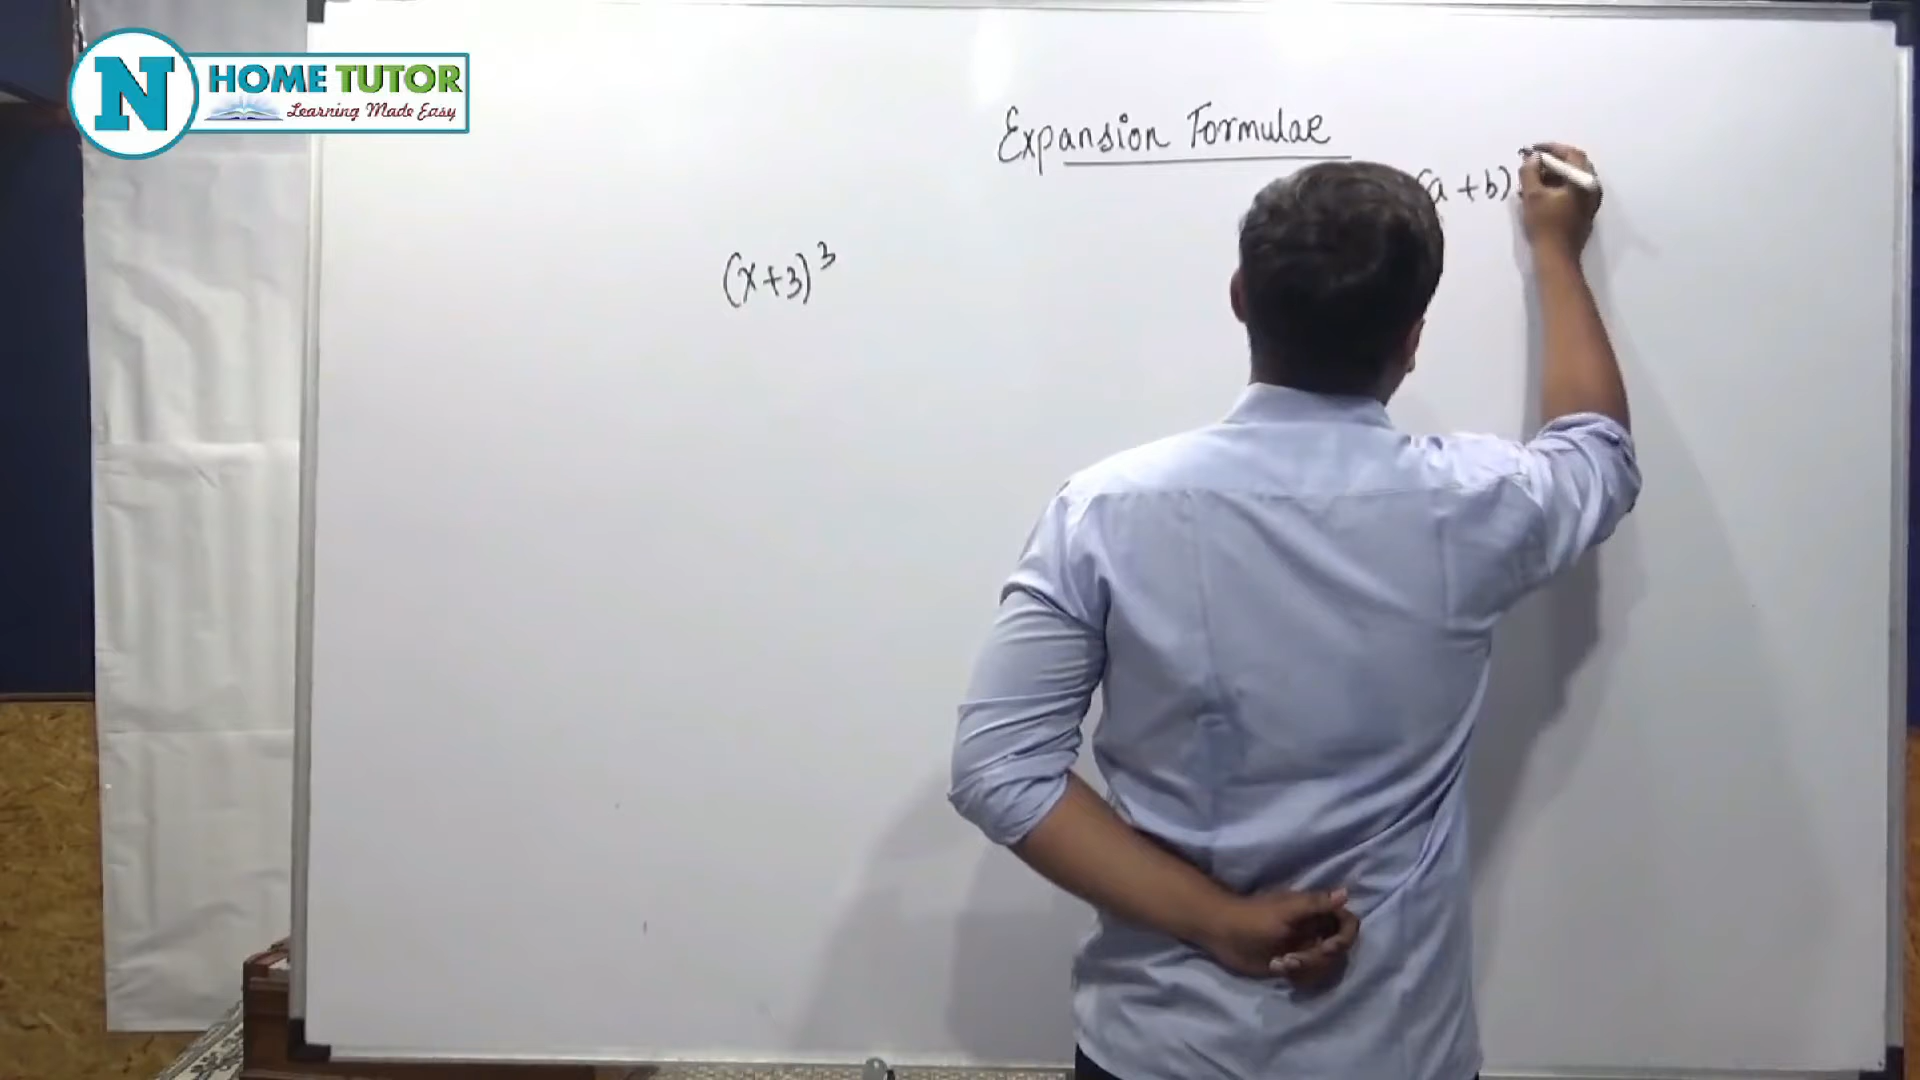 N HOME TUTOR
Learning Made Easy
Expansion Formulae
(a + b)
(x+3)³